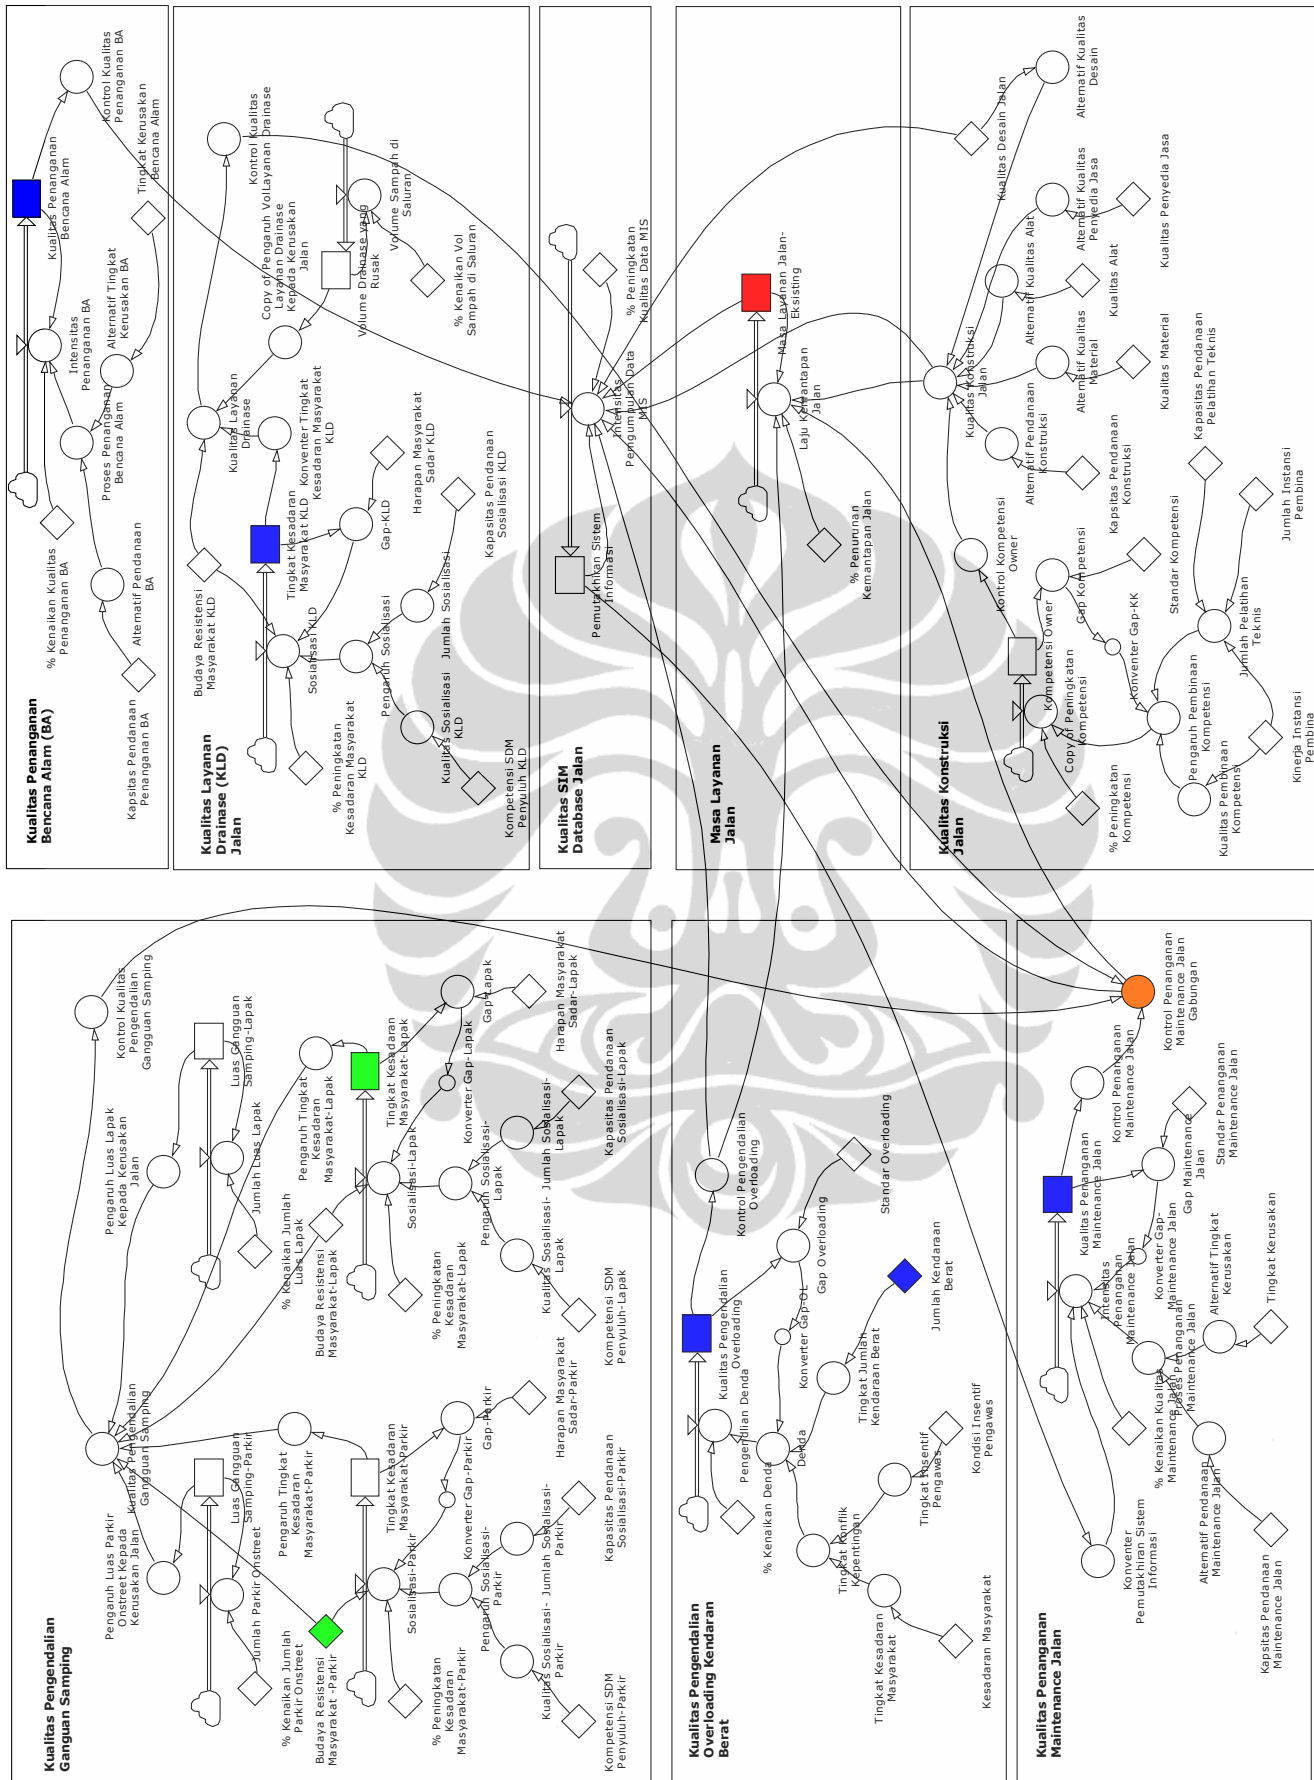 Kualitas Pengendalian
Ganguan Samping
Pengaruh Luas Parkir
Onstreet Kepada
Kerusakan Jalan
Kualitas Pengendalian
Gangguan Samping
Luas Gangguan
Samping-Parkir
Jumlah Parkir Onstreet
% Kenaikan Jumlah
Parkir Onstreet
Pengaruh Tingkat
Kesadaran
Masyarakat-Parkir
Budaya Resistensi
Masyarakat -Parkir
Tingkat Kesadaran
Masyarakat-Parkir
Sosialisasi-Parkir
% Peningkatan
Kesadaran
Masyarakat-Parkir
Konverter Gap-Parkir
Gap-Parkir
Pengaruh Sosialisasi-
Parkir
Harapan Masyarakat
Sadar-Parkir
Kualitas Sosialisasi-
Parkir
Jumlah Sosialisasi-
Parkir
Kompetensi SDM
Penyuluh-Parkir
Kapasitas Pendanaan
Sosialisasi-Parkir
Kontrol Kualitas
Pengendalian
Gangguan Samping
Pengaruh Luas Lapak
Kepada Kerusakan
Jalan
Luas Gangguan
Samping-Lapak
Jumlah Luas Lapak
% Kenaikan Jumlah
Luas Lapak
Pengaruh Tingkat
Kesadaran
Masyarakat-Lapak
Budaya Resistensi
Masyarakat-Lapak
Tingkat Kesadaran
Masyarakat-Lapak
Sosialisasi-Lapak
% Peningkatan
Kesadaran
Masyarakat-Lapak
Konverter Gap-Lapak
Gap-Lapak
Pengaruh Sosialisasi-
Lapak
Harapan Masyarakat
Sadar-Lapak
Kualitas Sosialisasi-
Lapak
Jumlah Sosialisasi-
Lapak
Kompetensi SDM
Penyuluh-Lapak
Kapasitas Pendanaan
Sosialisasi-Lapak
Kualitas Pengendalian
Overloading Kendaran
Berat
Kualitas Pengendalian
Overloading
Kontrol Pengendalian
Overloading
Pengendlian Denda
% Kenaikan Denda
Denda
Konverter Gap-OL
Gap Overloading
Standar Overloading
Tingkat Jumlah
Kendaraan Berat
Jumlah Kendaraan
Berat
Tingkat Konflik
Kepentingan
Tingkat Kesadaran
Masyarakat
Tingkat Insentif
Pengawas
Kondisi Insentif
Pengawas
Kesadaran Masyarakat
Kualitas Penanganan
Maintenance Jalan
Kualitas Penanganan
Maintenance Jalan
Kontrol Penanganan
Maintenance Jalan
Kontrol Penanganan
Maintenance Jalan
Gabungan
Intensitas
Penanganan
Maintenance Jalan
Konverter Gap-
Maintenance Jalan
Gap Maintenance
Jalan
Standar Penanganan
Maintenance Jalan
% Kenaikan Kualitas
Maintenance Jalan
Proses Penanganan
Maintenance Jalan
Alternatif Tingkat
Kerusakan
Tingkat Kerusakan
Konventer
Pemutakhiran Sistem
Informasi
Alternatif Pendanaan
Maintenance Jalan
Kapsitas Pendanaan
Maintenance Jalan
Kualitas Penanganan
Bencana Alam (BA)
Kualitas Penanganan
Bencana Alam
Kontrol Kualitas
Penanganan BA
Intensitas
Penanganan BA
% Kenaikan Kualitas
Penanganan BA
Proses Penanganan
Bencana Alam
Alternatif Tingkat
Kerusakan BA
Tingkat Kerusakan
Bencana Alam
Alternatif Pendanaan
BA
Kapsitas Pendanaan
Penanganan BA
Kualitas Layanan
Drainase (KLD)
Jalan
Budaya Resistensi
Masyarakat KLD
Kualitas Layanan
Drainase
Kontrol Kualitas
Layanan Drainase
Copy of Pengaruh Vol
Layanan Drainase
Kepada Kerusakan
Jalan
Tingkat Kesadaran
Masyarakat KLD
Konventer Tingkat
Kesadaran Masyarakat
KLD
Volume Drainase yang
Rusak
Volume Sampah di
Saluran
% Kenaikan Vol
Sampah di Saluran
Sosialisasi KLD
% Peningkatan
Kesadaran Masyarakat
KLD
Gap-KLD
Harapan Masyarakat
Sadar KLD
Pengaruh Sosialisasi
Jumlah Sosialisasi
Kapasitas Pendanaan
Sosialisasi KLD
Kualitas Sosialisasi
KLD
Kompetensi SDM
Penyuluh KLD
Kualitas SIM
Database Jalan
Pemutakhiran Sistem
Informasi
Intensitas
Pemgumpulan Data
MIS
% Peningkatan
Kualitas Data MIS
Masa Layanan
Jalan
Masa Layanan Jalan-
Eksisting
Laju Kemantapan
Jalan
% Penurunan
Kemantapan Jalan
Kualitas Konstruksi
Jalan
Kualitas Konstruksi
Jalan
Kualitas Desain Jalan
Alternatif Kualitas
Desain
Alternatif Kualitas
Penyedia Jasa
Kualitas Penyedia Jasa
Alternatif Kualitas Alat
Kualitas Alat
Alternatif Kualitas
Material
Kualitas Material
Alternatif Pendanaan
Konstruksi
Kapsitas Pendanaan
Konstruksi
Kontrol Kompetensi
Owner
Kompetensi Owner
Copy of Peningkatan
Kompetensi
% Peningkatan
Kompetensi
Gap Kompetensi
Standar Kompetensi
Konventer Gap-KK
Pengaruh Pembinaan
Kompetensi
Kualitas Pembinaan
Kompetensi
Jumlah Pelatihan
Teknis
Kapasitas Pendanaan
Pelatihan Teknis
Jumlah Instansi
Pembina
Kinerja Instansi
Pembina